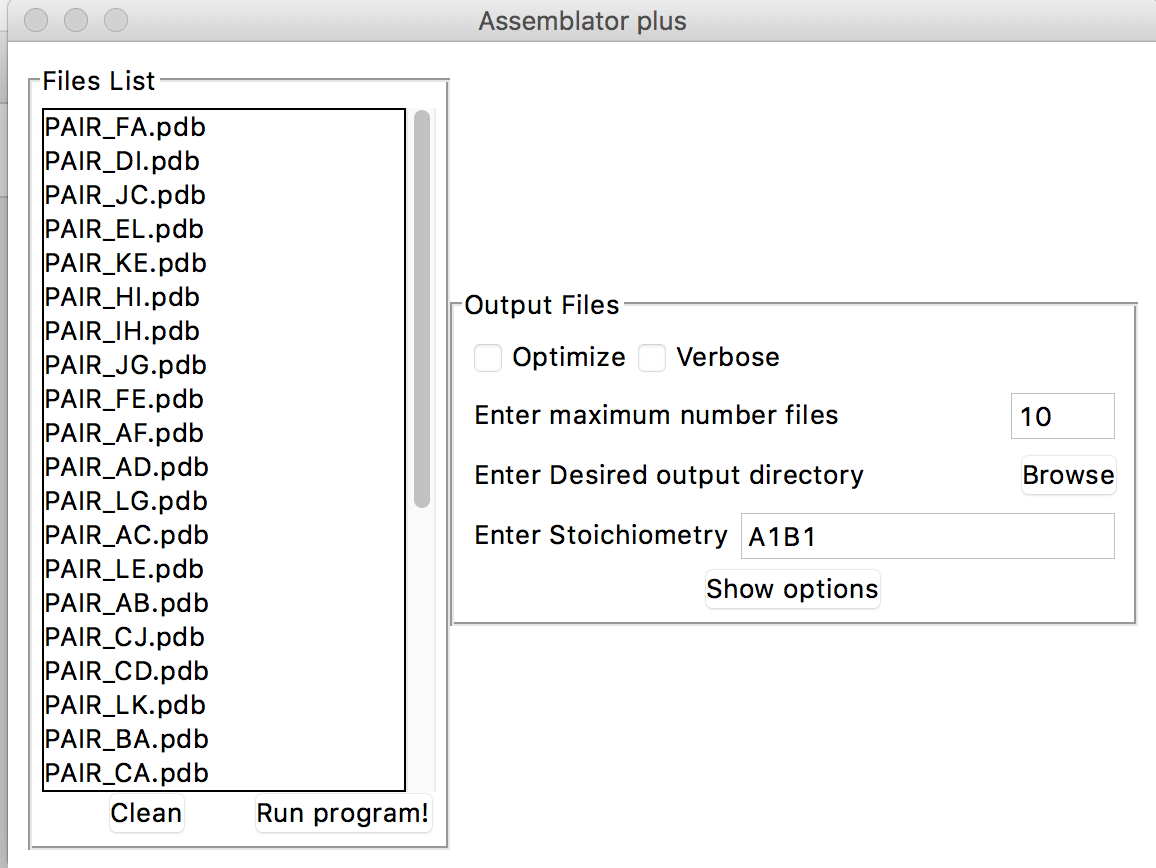 Assemblator plus
Files List
PAIR_FA.pdb
PAIR_DI.pdb
PAIR_JC.pdb
PAIR_EL.pdb
PAIR_KE.pdb
PAIR_HI.pdb
PAIR_IH.pdb
PAIR_JG.pdb
PAIR_FE.pdb
PAIR_AF.pdb
PAIR_AD.pdb
PAIR_LG.pdb
PAIR_AC.pdb
PAIR_LE.pdb
PAIR_AB.pdb
PAIR_CJ.pdb
PAIR_CD.pdb
PAIR_LK.pdb
PAIR_BA.pdb
PAIR_CA.pdb
Clean Run program!
Output Files
Optimize Verbose
Enter maximum number files 10
Enter Desired output directory Browse
Enter Stoichiometry A1B1
Show options